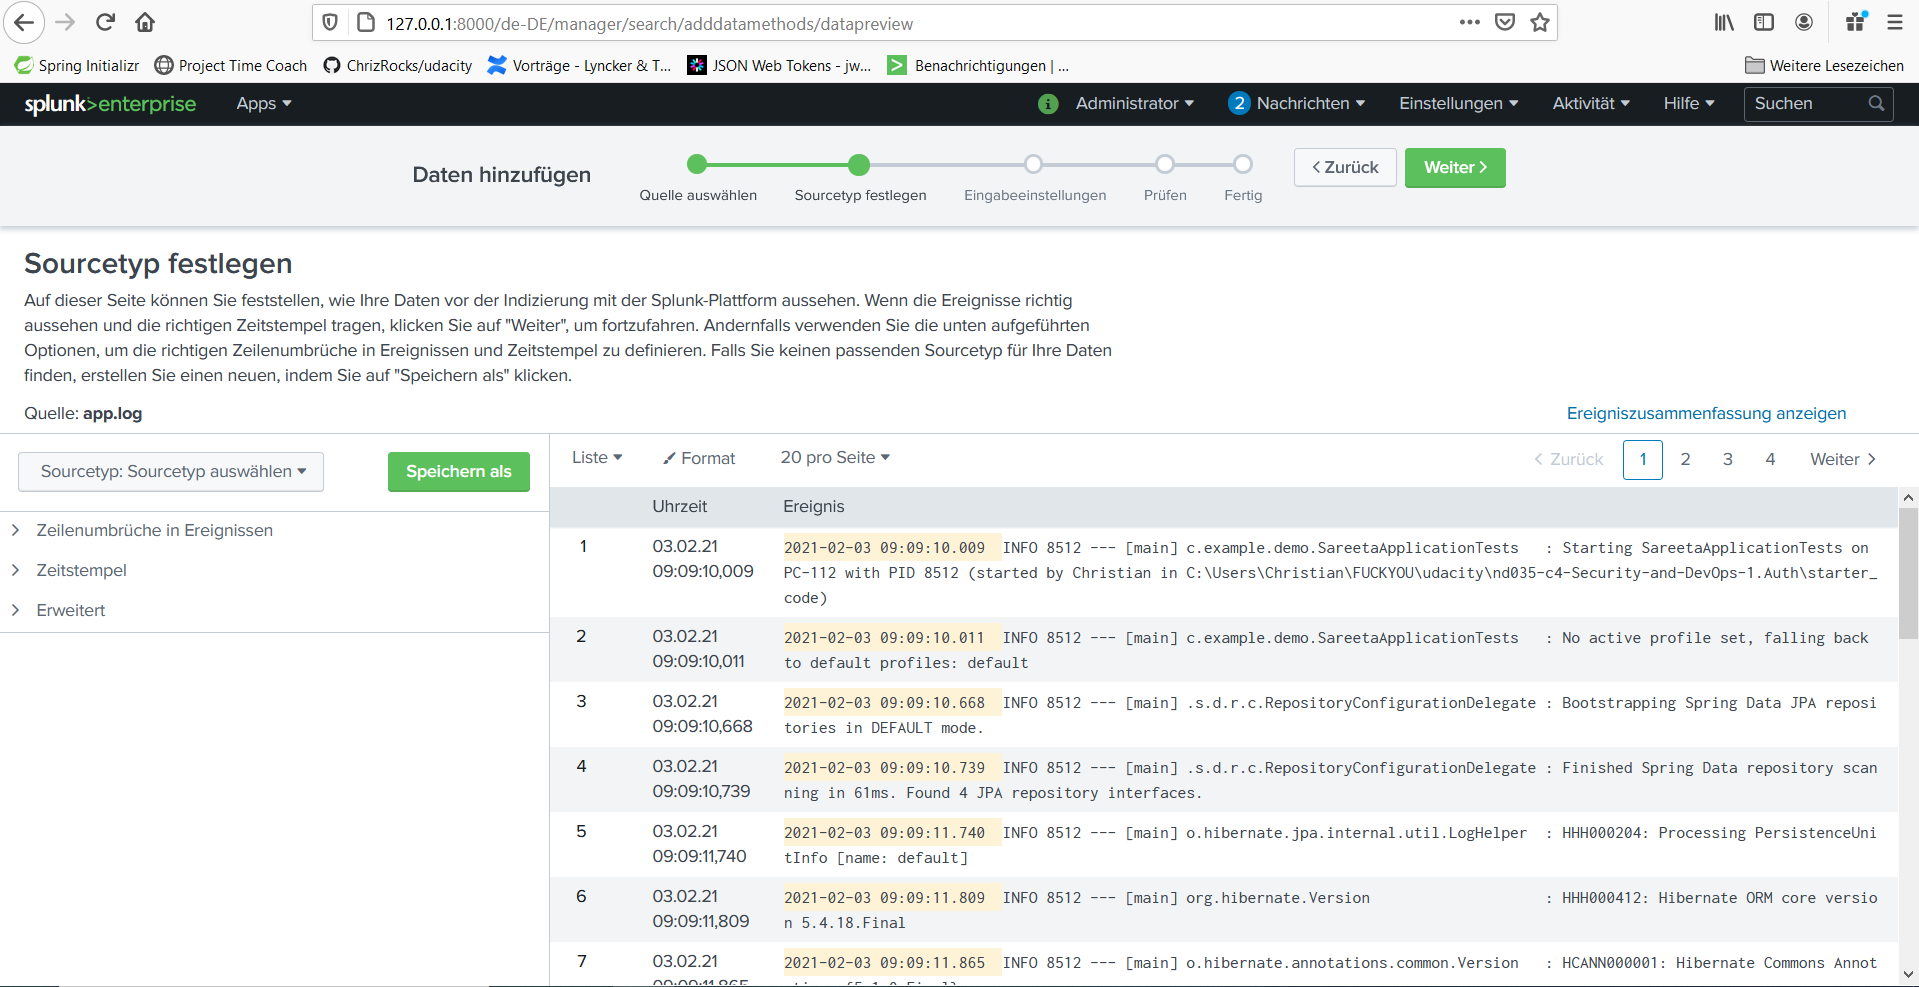 127.0.0.1:8000/de-DE/manager/search/adddatamethods/datapreview
Spring Initializr Project Time Coach ChrizRocks/udacity Vorträge - Lyncker & T... JSON Web Tokens - jw... Benachrichtigungen | ... Weitere Lesezeichen
splunk>enterprise Apps i Administrator 2 Nachrichten Einstellungen Aktivität Hilfe Suchen
Daten hinzufügen
Quelle auswählen Sourcetyp festlegen Eingabeeinstellungen Prüfen Fertig
< Zurück Weiter >
Sourcetyp festlegen
Auf dieser Seite können Sie feststellen, wie Ihre Daten vor der Indizierung mit der Splunk-Plattform aussehen. Wenn die Ereignisse richtig
aussehen und die richtigen Zeitstempel tragen, klicken Sie auf "Weiter", um fortzufahren. Andernfalls verwenden Sie die unten aufgeführten
Optionen, um die richtigen Zeilenumbrüche in Ereignissen und Zeitstempel zu definieren. Falls Sie keinen passenden Sourcetyp für Ihre Daten
finden, erstellen Sie einen neuen, indem Sie auf "Speichern als" klicken.
Quelle: app.log
Ereigniszusammenfassung anzeigen
Sourcetyp: Sourcetyp auswählen Speichern als
> Zeilenumbrüche in Ereignissen
> Zeitstempel
> Erweitert
Liste Format 20 pro Seite < Zurück 1 2 3 4 Weiter >
Uhrzeit Ereignis
1 03.02.21 2021-02-03 09:09:10.009 INFO 8512 --- [main] c.example.demo.SareetaApplicationTests : Starting SareetaApplicationTests on
09:09:10,009 PC-112 with PID 8512 (started by Christian in C:\Users\Christian\FUCKYOU\udacity\nd035-c4-Security-and-DevOps-1.Auth\starter_
code)
2 03.02.21 2021-02-03 09:09:10.011 INFO 8512 --- [main] c.example.demo.SareetaApplicationTests : No active profile set, falling back
09:09:10,011 to default profiles: default
3 03.02.21 2021-02-03 09:09:10.668 INFO 8512 --- [main] .s.d.r.c.RepositoryConfigurationDelegate : Bootstrapping Spring Data JPA reposi
09:09:10,668 tories in DEFAULT mode.
4 03.02.21 2021-02-03 09:09:10.739 INFO 8512 --- [main] .s.d.r.c.RepositoryConfigurationDelegate : Finished Spring Data repository scan
09:09:10,739 ning in 61ms. Found 4 JPA repository interfaces.
5 03.02.21 2021-02-03 09:09:11.740 INFO 8512 --- [main] o.hibernate.jpa.internal.util.LogHelper : HHH000204: Processing PersistenceUni
09:09:11,740 tInfo [name: default]
6 03.02.21 2021-02-03 09:09:11.809 INFO 8512 --- [main] org.hibernate.Version : HHH000412: Hibernate ORM core versio
09:09:11,809 n 5.4.18.Final
7 03.02.21 2021-02-03 09:09:11.865 INFO 8512 --- [main] o.hibernate.annotations.common.Version : HCANN000001: Hibernate Commons Annot
09:09:11,865